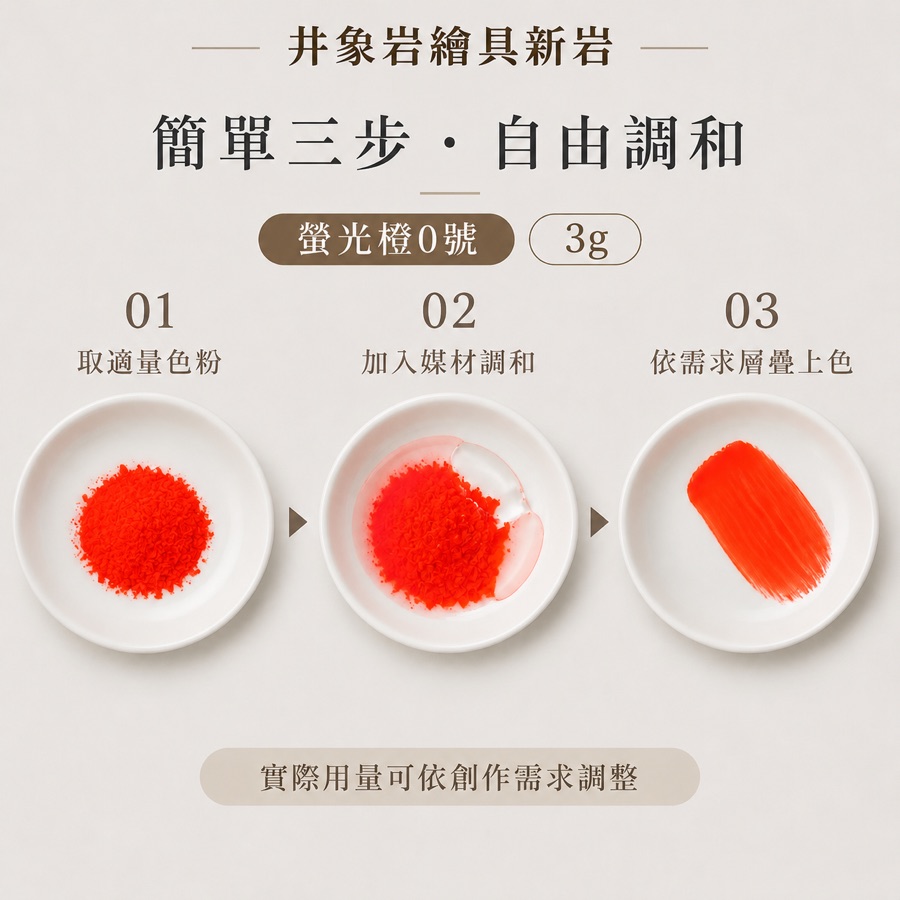 井象岩繪具新岩
簡單三步・自由調和
螢光橙0號 3g
01
取適量色粉
02
加入媒材調和
03
依需求層疊上色
實際用量可依創作需求調整